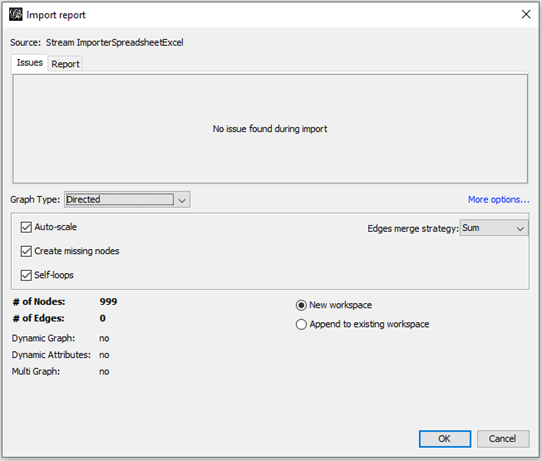 Import report
Source: Stream ImporterSpreadsheetExcel
Issues Report
No issue found during import
Graph Type: Directed More options...
Auto-scale Edges merge strategy: Sum
Create missing nodes
Self-loops
# of Nodes: 999 New workspace
# of Edges: 0 Append to existing workspace
Dynamic Graph: no
Dynamic Attributes: no
Multi Graph: no
OK Cancel